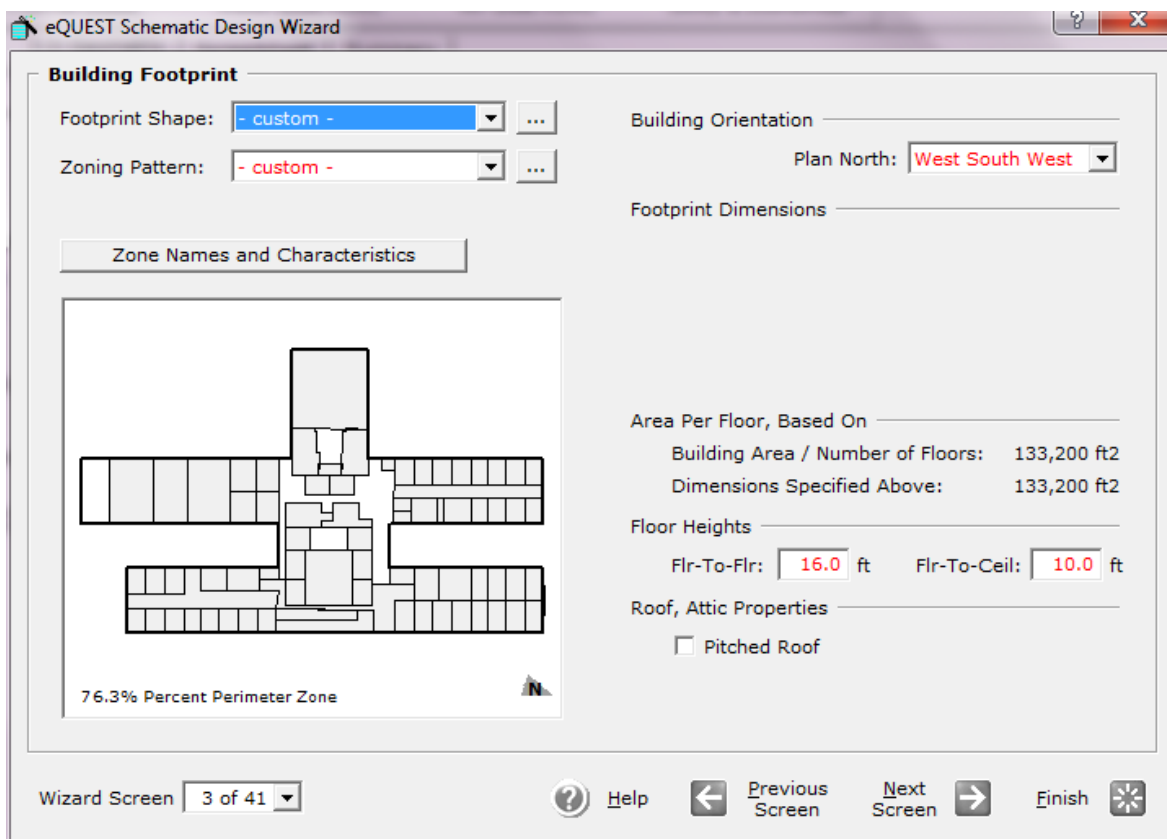 eQUEST Schematic Design Wizard
?
X
Building Footprint
Footprint Shape: - custom - ...
Zoning Pattern: - custom - ...
Zone Names and Characteristics
76.3% Percent Perimeter Zone
N
Building Orientation
Plan North: West South West
Footprint Dimensions
Area Per Floor, Based On
Building Area / Number of Floors: 133,200 ft2
Dimensions Specified Above: 133,200 ft2
Floor Heights
Flr-To-Flr: 16.0 ft Flr-To-Ceil: 10.0 ft
Roof, Attic Properties
Pitched Roof
Wizard Screen 3 of 41
? Help
Previous Screen
Next Screen
Finish